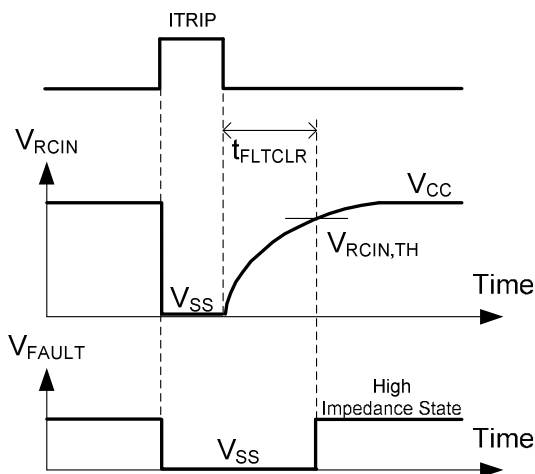 ITRIP
VRCIN
tFLTCLR
VCC
VRCIN,TH
VSS
Time
VFAULT
High
Impedance State
VSS
Time